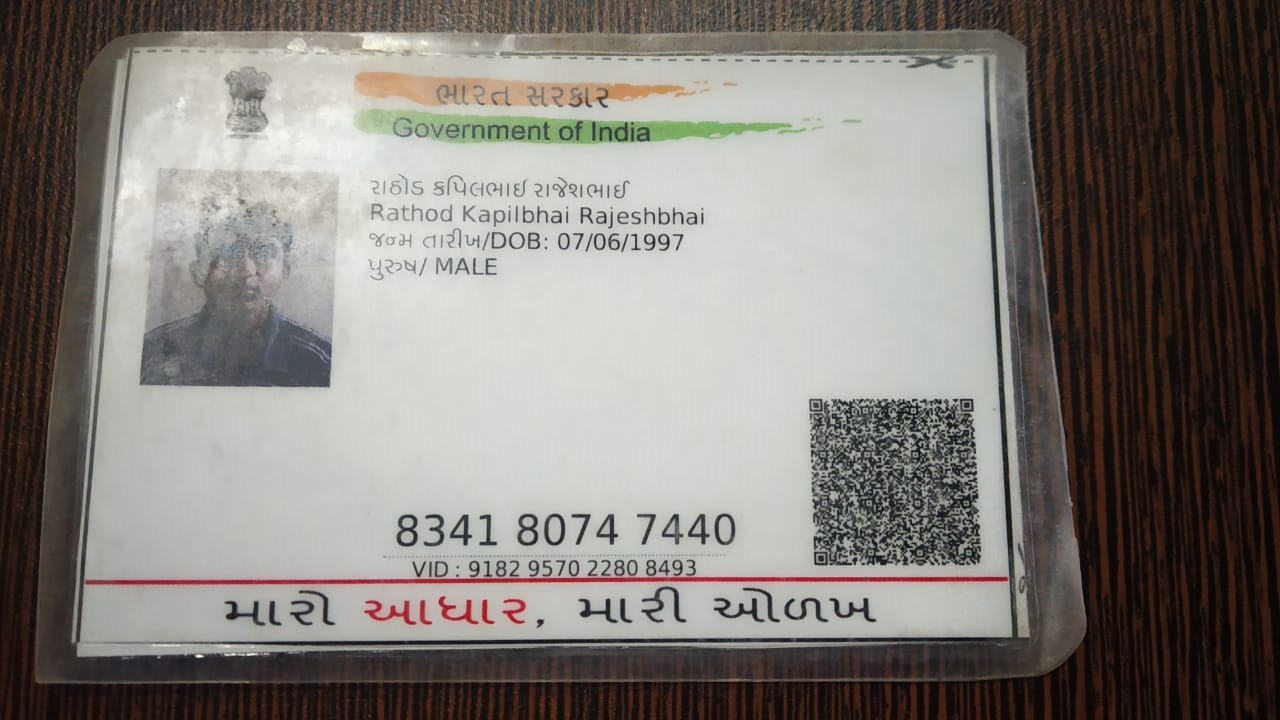 ભારત સરકાર
Government of India
રાઠોડ કપિલભાઈ રાજેશભાઈ
Rathod Kapilbhai Rajeshbhai
જન્મ તારીખ/DOB: 07/06/1997
પુરુષ/ MALE
8341 8074 7440
VID : 9182 9570 2280 8493
મારો આધાર, મારી ઓળખ